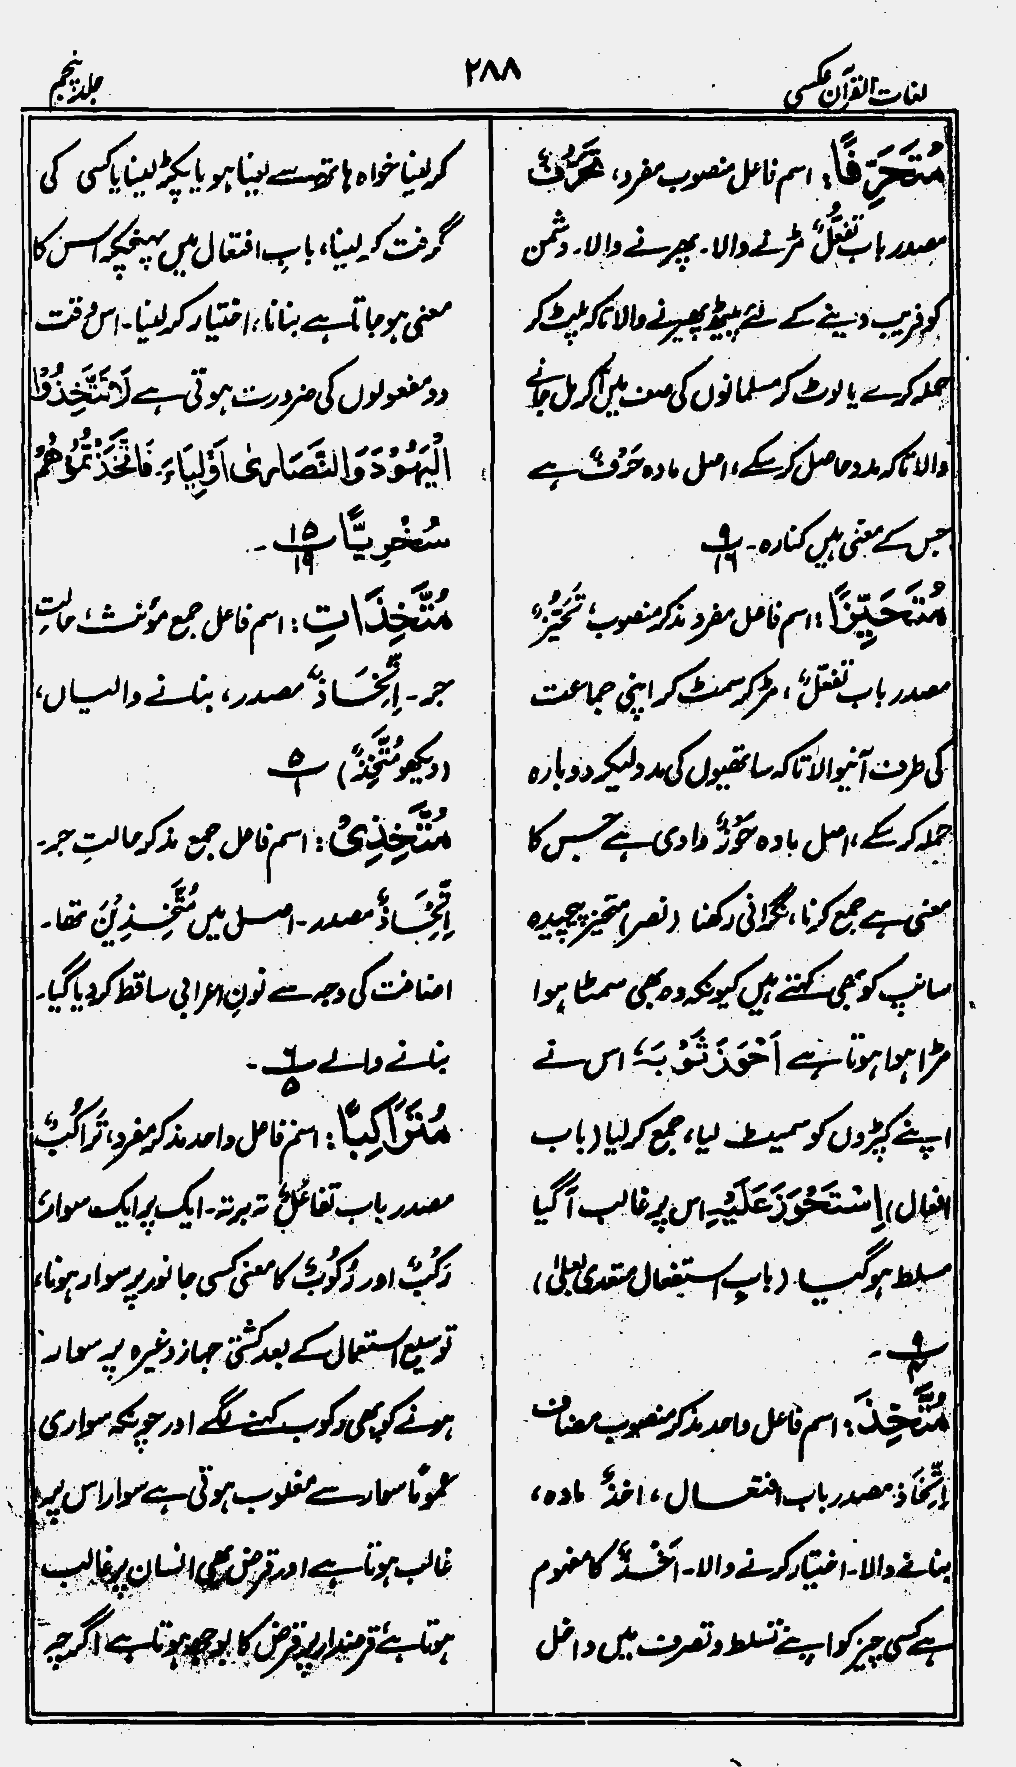 لغات القرآن عکسی
۲۸۸
جلد پنجم
مُتَحَرِّفًا: اسم فاعل منصوب مفرد، تَحَرُّفٌ
مصدر باب تفعّلٌ مڑنے والا۔ پھرنے والا۔ دشمن
کو فریب دینے کے لئے پیٹھ پھیرنے والا تاکہ پلٹ کر
حملہ کرے یا لوٹ کر مسلمانوں کی صف میں آکر مل جانے
والا تاکہ مدد حاصل کر سکے، اصل مادہ حَرْفٌ ہے
جس کے معنی ہیں کنارہ۔ پ ۹/۱۶
مُتَحَيِّزًا: اسم فاعل مفرد مذکر منصوب، تَحَيُّزٌ
مصدر باب تفعّلٌ، مڑ کر سمٹ کر اپنی جماعت
کی طرف آنیوالا تاکہ ساتھیوں کی مدد لیکر دوبارہ
حملہ کر سکے، اصل مادہ حَوْزٌ وادی ہے جس کا
معنی ہے جمع کرنا، نگرانی رکھنا (نصر) متحیز پیچیدہ
سانپ کو بھی کہتے ہیں کیونکہ وہ بھی سمٹا ہوا
مڑا ہوا ہوتا ہے اَحْوَذَ ثَوْبَهٗ اس نے
اپنے کپڑوں کو سمیٹ لیا، جمع کر لیا (باب
افعال) اِسْتَحْوَذَ عَلَيْهِ اس پر غالب آگیا
مسلط ہو گیا (باب استفعال متعدی بعلیٰ)
پ ۹
مُتَّخِذَ: اسم فاعل واحد مذکر منصوب مضاف
اِتِّخَاذ مصدر باب افتعال، اخذٌ مادہ،
بنانے والا۔ اختیار کرنے والا۔ اَخْذٌ کا مفہوم
ہے کسی چیز کو اپنے تسلط و تصرف میں داخل
کر لینا خواہ ہاتھ سے لینا ہو یا پکڑ لینا یا کسی کی
گرفت کر لینا، باب افتعال میں پہنچکر اس کا
معنی ہو جاتا ہے بنانا، اختیار کر لینا۔ اس وقت
دو مفعولوں کی ضرورت ہوتی ہے لَا تَتَّخِذُوا
الْيَهُوْدَ وَالنَّصَارٰى اَوْلِيَاءَ، فَاتَّخَذْتُمُوْهُمْ
سُخْرِيًّا پ ۱۵/۱۹۔
مُتَّخِذَاتِ: اسم فاعل جمع مؤنث حالتِ
جر۔ اِتِّخَاذٌ مصدر، بنانے والیاں،
(دیکھو مُتَّخِذٌ) پ ۵/۱
مُتَّخِذِیْ: اسم فاعل جمع مذکر حالتِ جر۔
اِتِّخَاذٌ مصدر۔ اصل میں مُتَّخِذِيْنَ تھا۔
اضافت کی وجہ سے نونِ اعرابی ساقط کر دیا گیا۔
بنانے والے پ ۶/۵۔
مُتَرَاكِبًا: اسم فاعل واحد مذکر مفرد، تَرَاكُبٌ
مصدر باب تفاعُلٌ تہ برتہ۔ ایک پر ایک سوار،
رَكْبٌ اور رُكُوْبٌ کا معنی کسی جانور پر سوار ہونا،
توسیع استعمال کے بعد کشتی جہاز وغیرہ پر سوار
ہونے کو بھی رکوب کہنے لگے اور چونکہ سواری
عموماً سوار سے مغلوب ہوتی ہے سوار اس پر
غالب ہوتا ہے اور قرض بھی انسان پر غالب
ہوتا ہے قرضدار پر قرض کا بوجھ ہوتا ہے اگرچہ